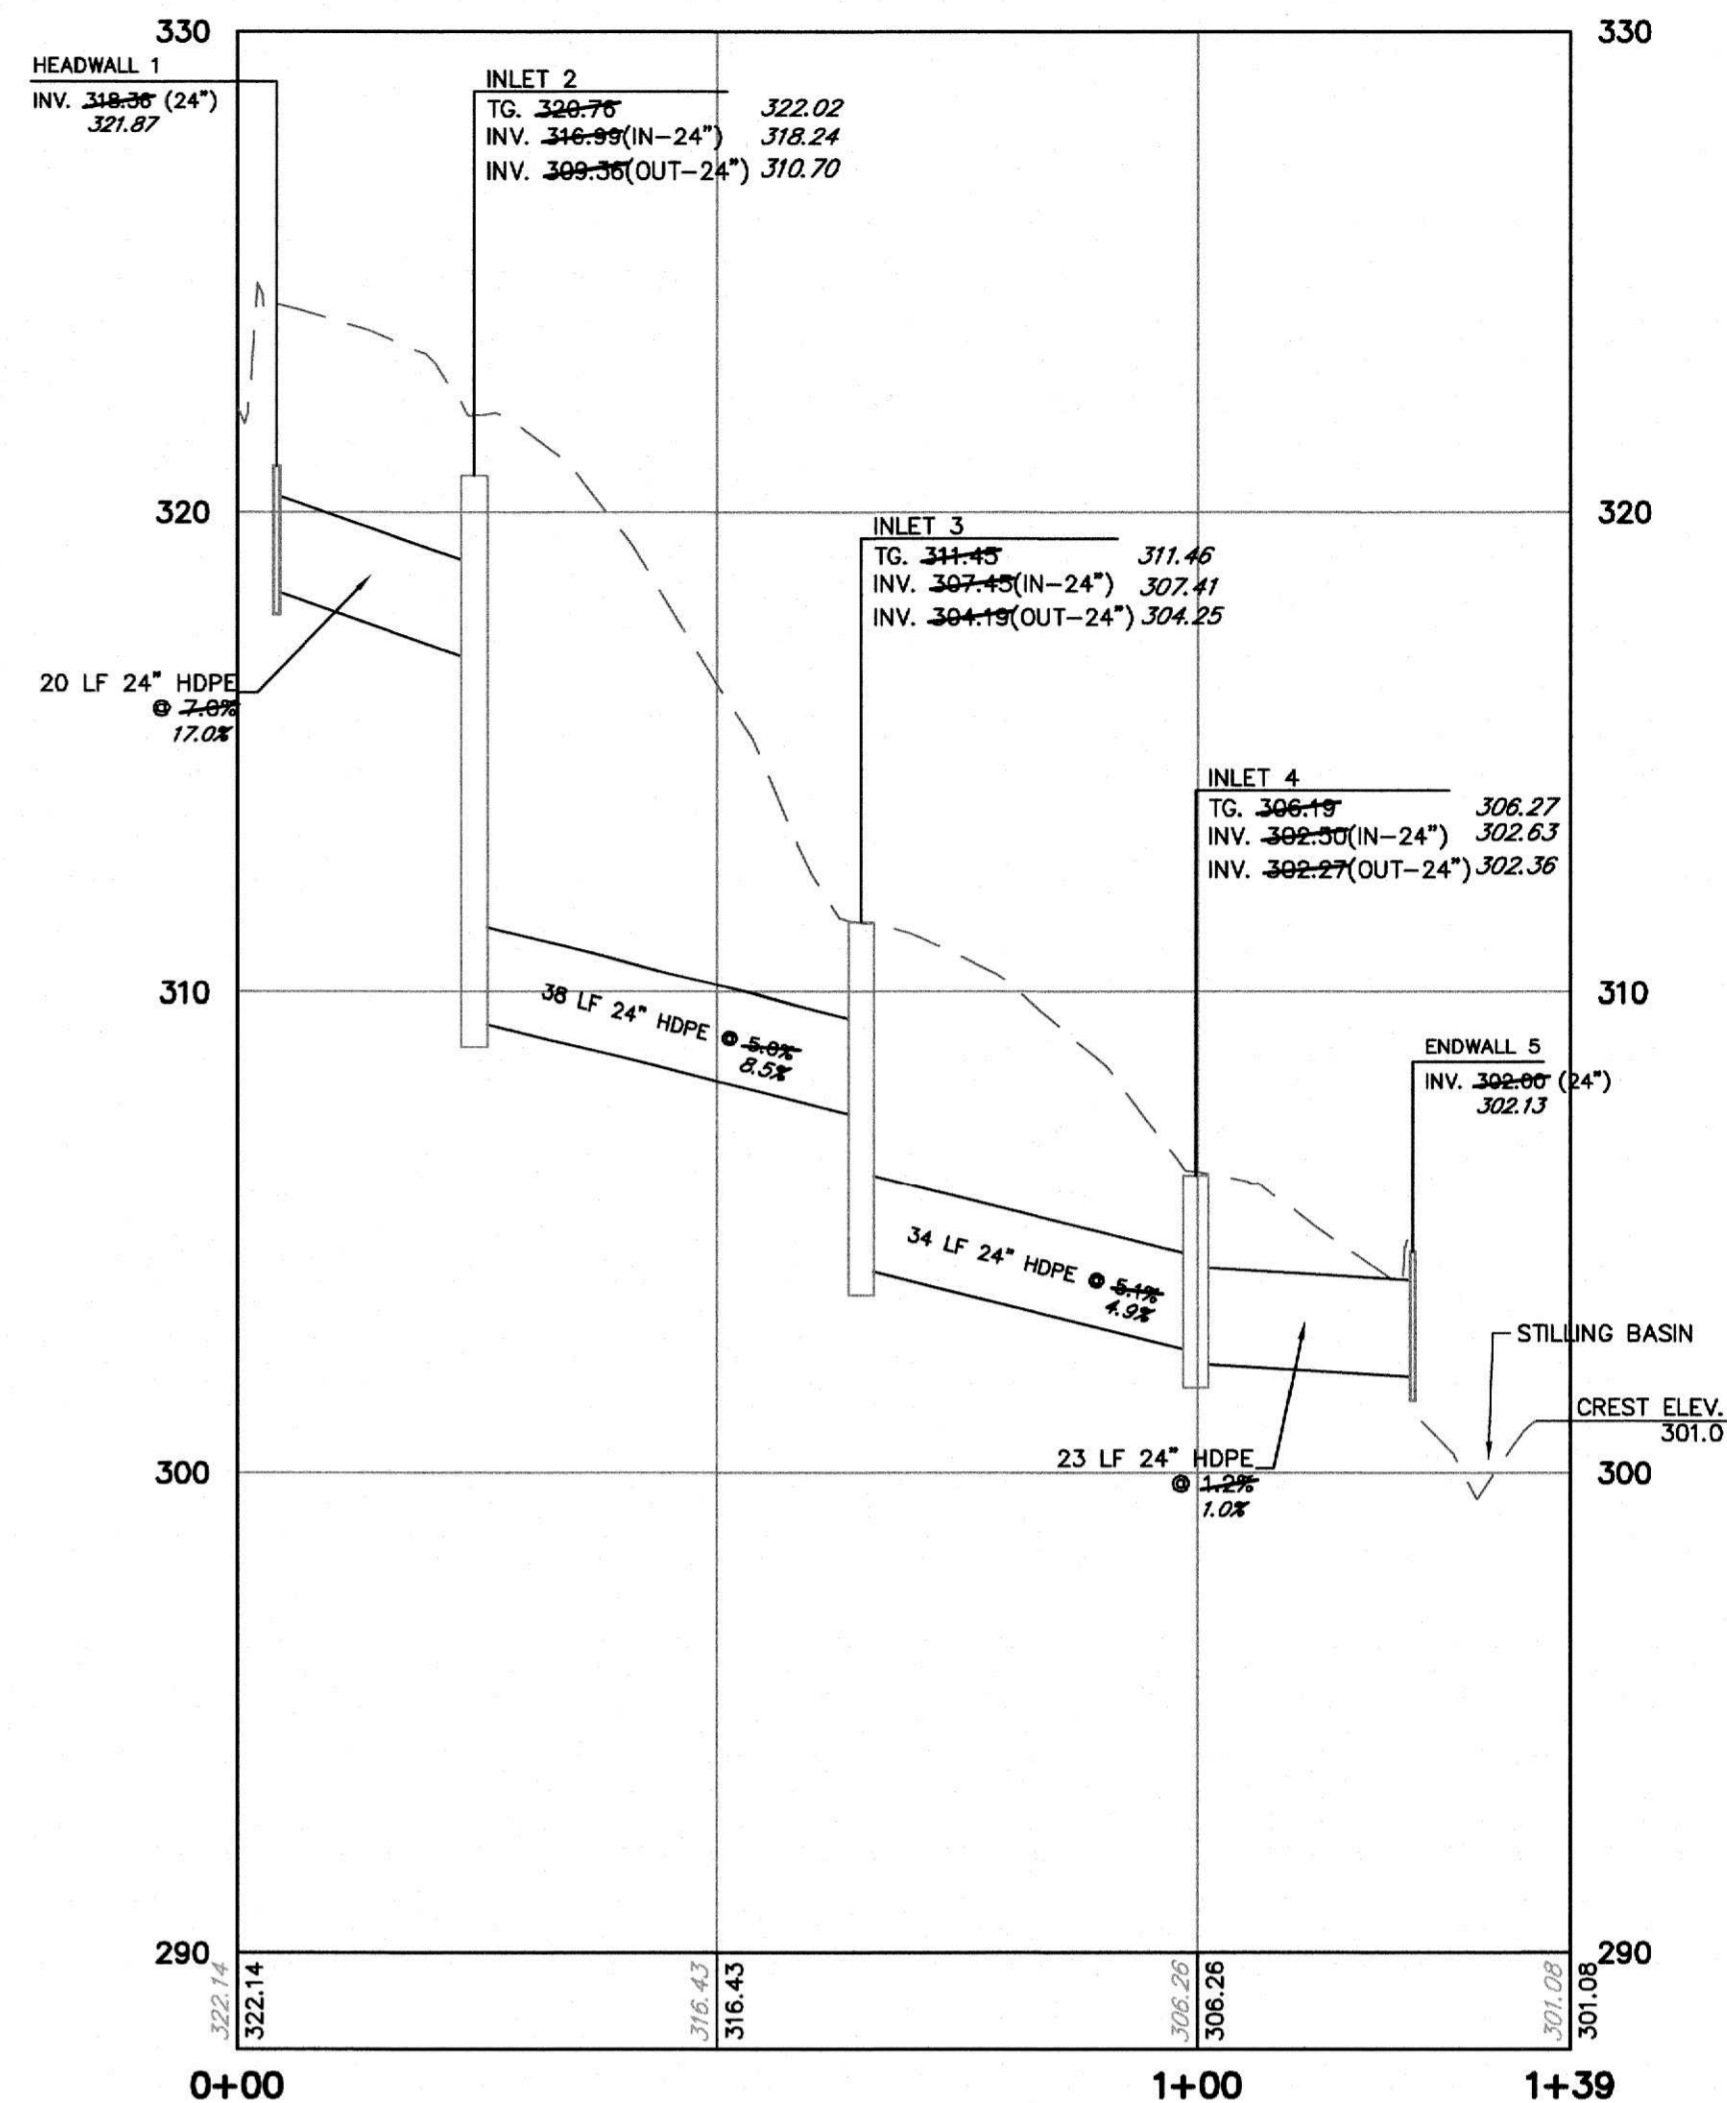 330
330
HEADWALL 1
INV. 318.36 (24")
321.87
INLET 2
TG. 320.76 322.02
INV. 316.99(IN-24") 318.24
INV. 309.36(OUT-24") 310.70
320
320
INLET 3
TG. 311.45 311.46
INV. 307.45(IN-24") 307.41
INV. 304.19(OUT-24") 304.25
20 LF 24" HDPE
@ 7.0%
17.0%
INLET 4
TG. 306.19 306.27
INV. 302.50(IN-24") 302.63
INV. 302.27(OUT-24") 302.36
310
310
38 LF 24" HDPE @ 5.0%
8.5%
ENDWALL 5
INV. 302.00 (24")
302.13
34 LF 24" HDPE @ 5.1%
4.9%
STILLING BASIN
CREST ELEV.
301.0
23 LF 24" HDPE
@ 1.2%
1.0%
300
300
290
290
322.14
322.14
316.43
316.43
306.26
306.26
301.08
301.08
0+00
1+00
1+39